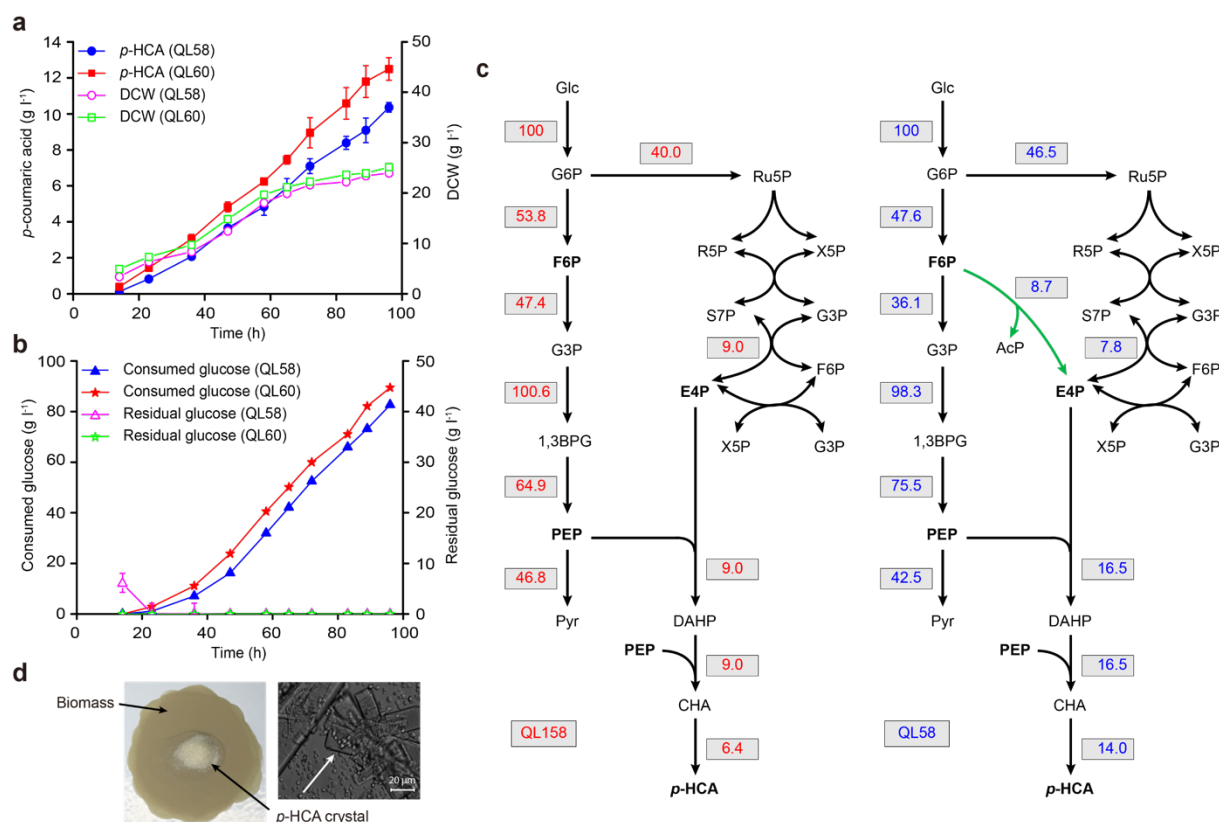 a
p-HCA (QL58)
p-HCA (QL60)
DCW (QL58)
DCW (QL60)
p-coumaric acid (g l-1)
DCW (g l-1)
14
12
10
8
6
4
2
0
50
40
30
20
10
0
0 20 40 60 80 100
Time (h)
b
Consumed glucose (QL58)
Consumed glucose (QL60)
Residual glucose (QL58)
Residual glucose (QL60)
Consumed glucose (g l-1)
Residual glucose (g l-1)
100
80
60
40
20
0
50
40
30
20
10
0
0 20 40 60 80 100
Time (h)
d
Biomass
p-HCA crystal
20 μm
c
Glc
100
40.0
G6P
Ru5P
53.8
F6P
R5P
X5P
47.4
G3P
S7P
G3P
9.0
100.6
F6P
E4P
1,3BPG
X5P
G3P
64.9
PEP
46.8
9.0
Pyr
DAHP
PEP
9.0
CHA
QL158
6.4
p-HCA
Glc
100
46.5
G6P
Ru5P
47.6
F6P
R5P
X5P
8.7
36.1
S7P
G3P
G3P
AcP
7.8
98.3
F6P
E4P
1,3BPG
X5P
G3P
75.5
PEP
42.5
16.5
Pyr
DAHP
PEP
16.5
CHA
QL58
14.0
p-HCA